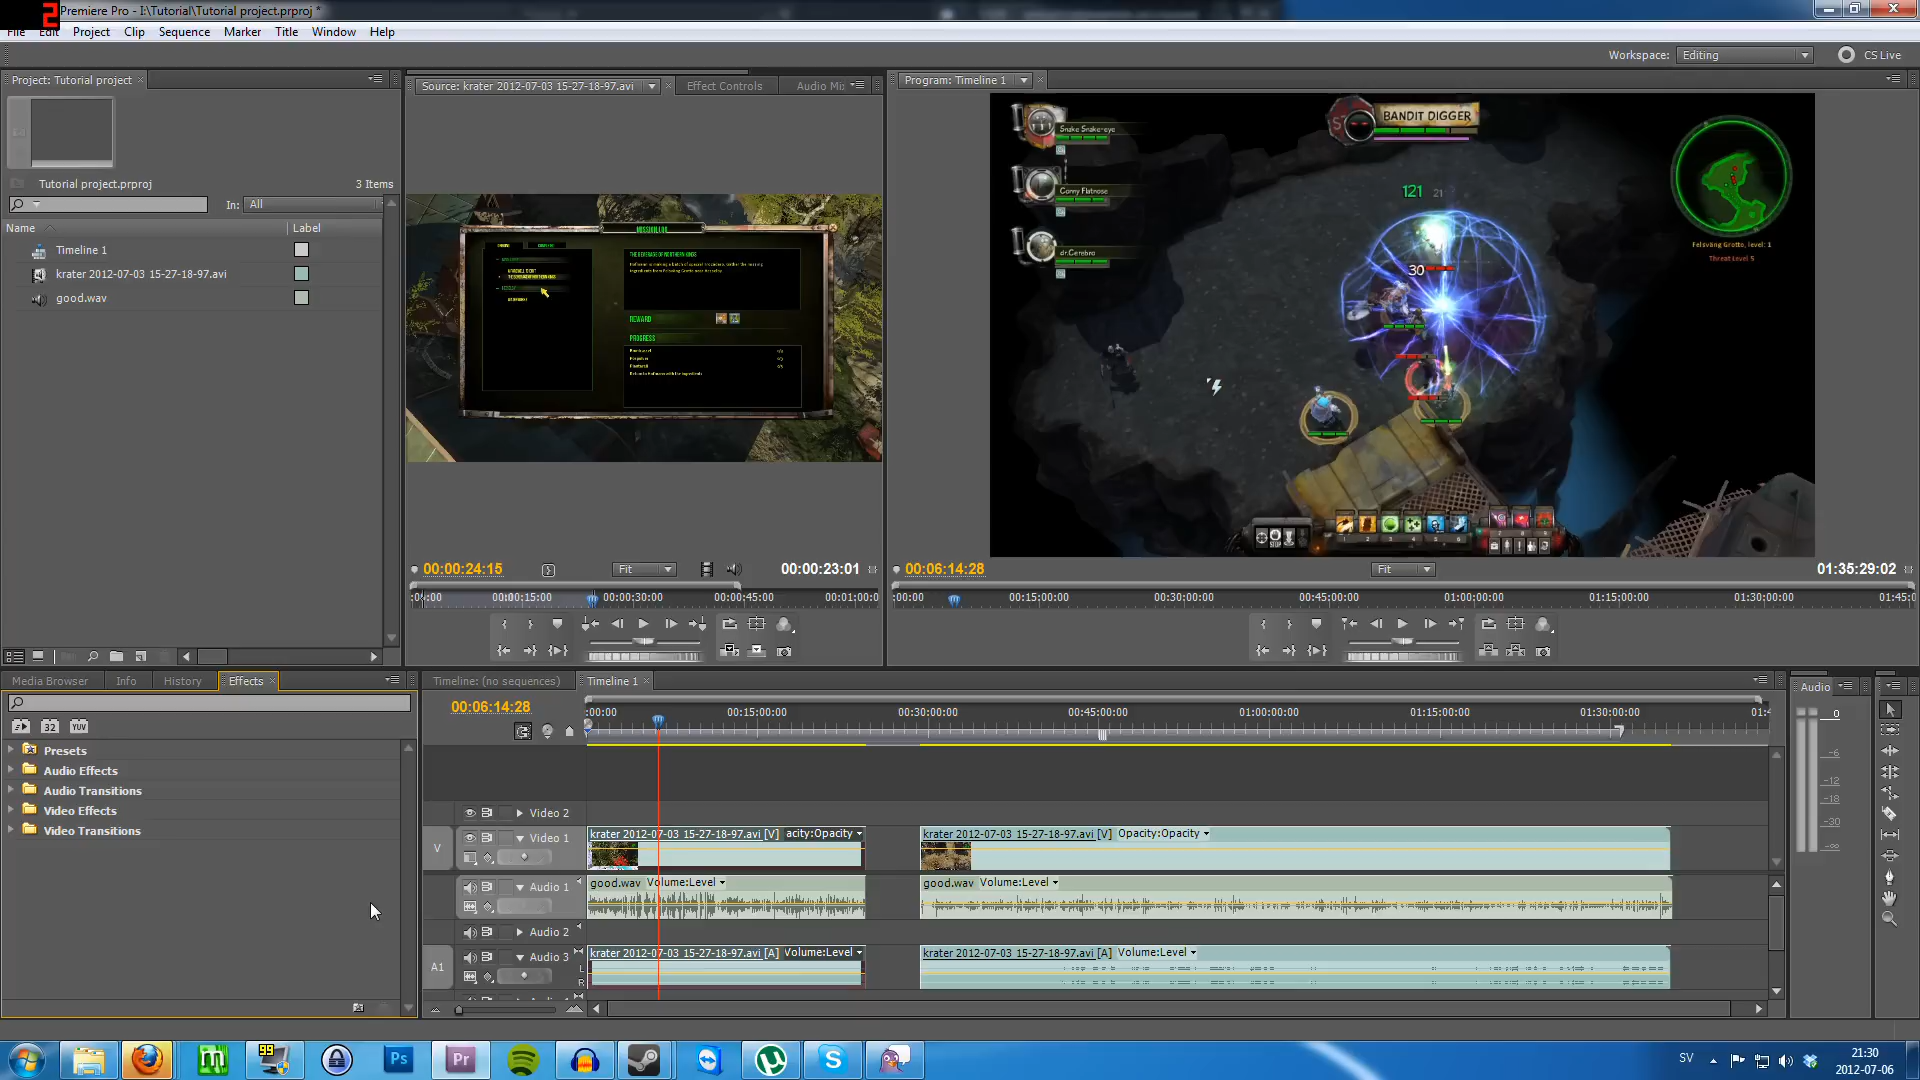 2
Premiere Pro - I:\Tutorial\Tutorial project.prproj *
File Edit Project Clip Sequence Marker Title Window Help
Workspace: Editing CS Live
Project: Tutorial project
Tutorial project.prproj 3 Items
In: All
Name Label
Timeline 1
krater 2012-07-03 15-27-18-97.avi
good.wav
Source: krater 2012-07-03 15-27-18-97.avi Effect Controls Audio Mi
MISSION LOG
REWARD
PROGRESS
00:00:24:15 Fit 00:00:23:01
00:00 00:00:15:00 00:00:30:00 00:00:45:00 00:01:00:0
Program: Timeline 1
Snake Snake-eye
Conny Flatnose
dr.Cerebro
BANDIT DIGGER
121 21
30
Felsväng Grotto, level: 1
Threat Level 5
STOP
00:06:14:28 Fit 01:35:29:02
:00:00 00:15:00:00 00:30:00:00 00:45:00:00 01:00:00:00 01:15:00:00 01:30:00:00 01:45:0
Media Browser Info History Effects
32 YUV
Presets
Audio Effects
Audio Transitions
Video Effects
Video Transitions
Timeline: (no sequences) Timeline 1
00:06:14:28
:00:00 00:15:00:00 00:30:00:00 00:45:00:00 01:00:00:00 01:15:00:00 01:30:00:00 01:4
Video 2
V Video 1
krater 2012-07-03 15-27-18-97.avi [V] acity:Opacity
krater 2012-07-03 15-27-18-97.avi [V] Opacity:Opacity
Audio 1
good.wav Volume:Level
good.wav Volume:Level
Audio 2
A1 Audio 3 L R
krater 2012-07-03 15-27-18-97.avi [A] Volume:Level
krater 2012-07-03 15-27-18-97.avi [A] Volume:Level
Audio
0
-6
-12
-18
-30
-∞
99
Ps
Pr
SV
21:30
2012-07-06